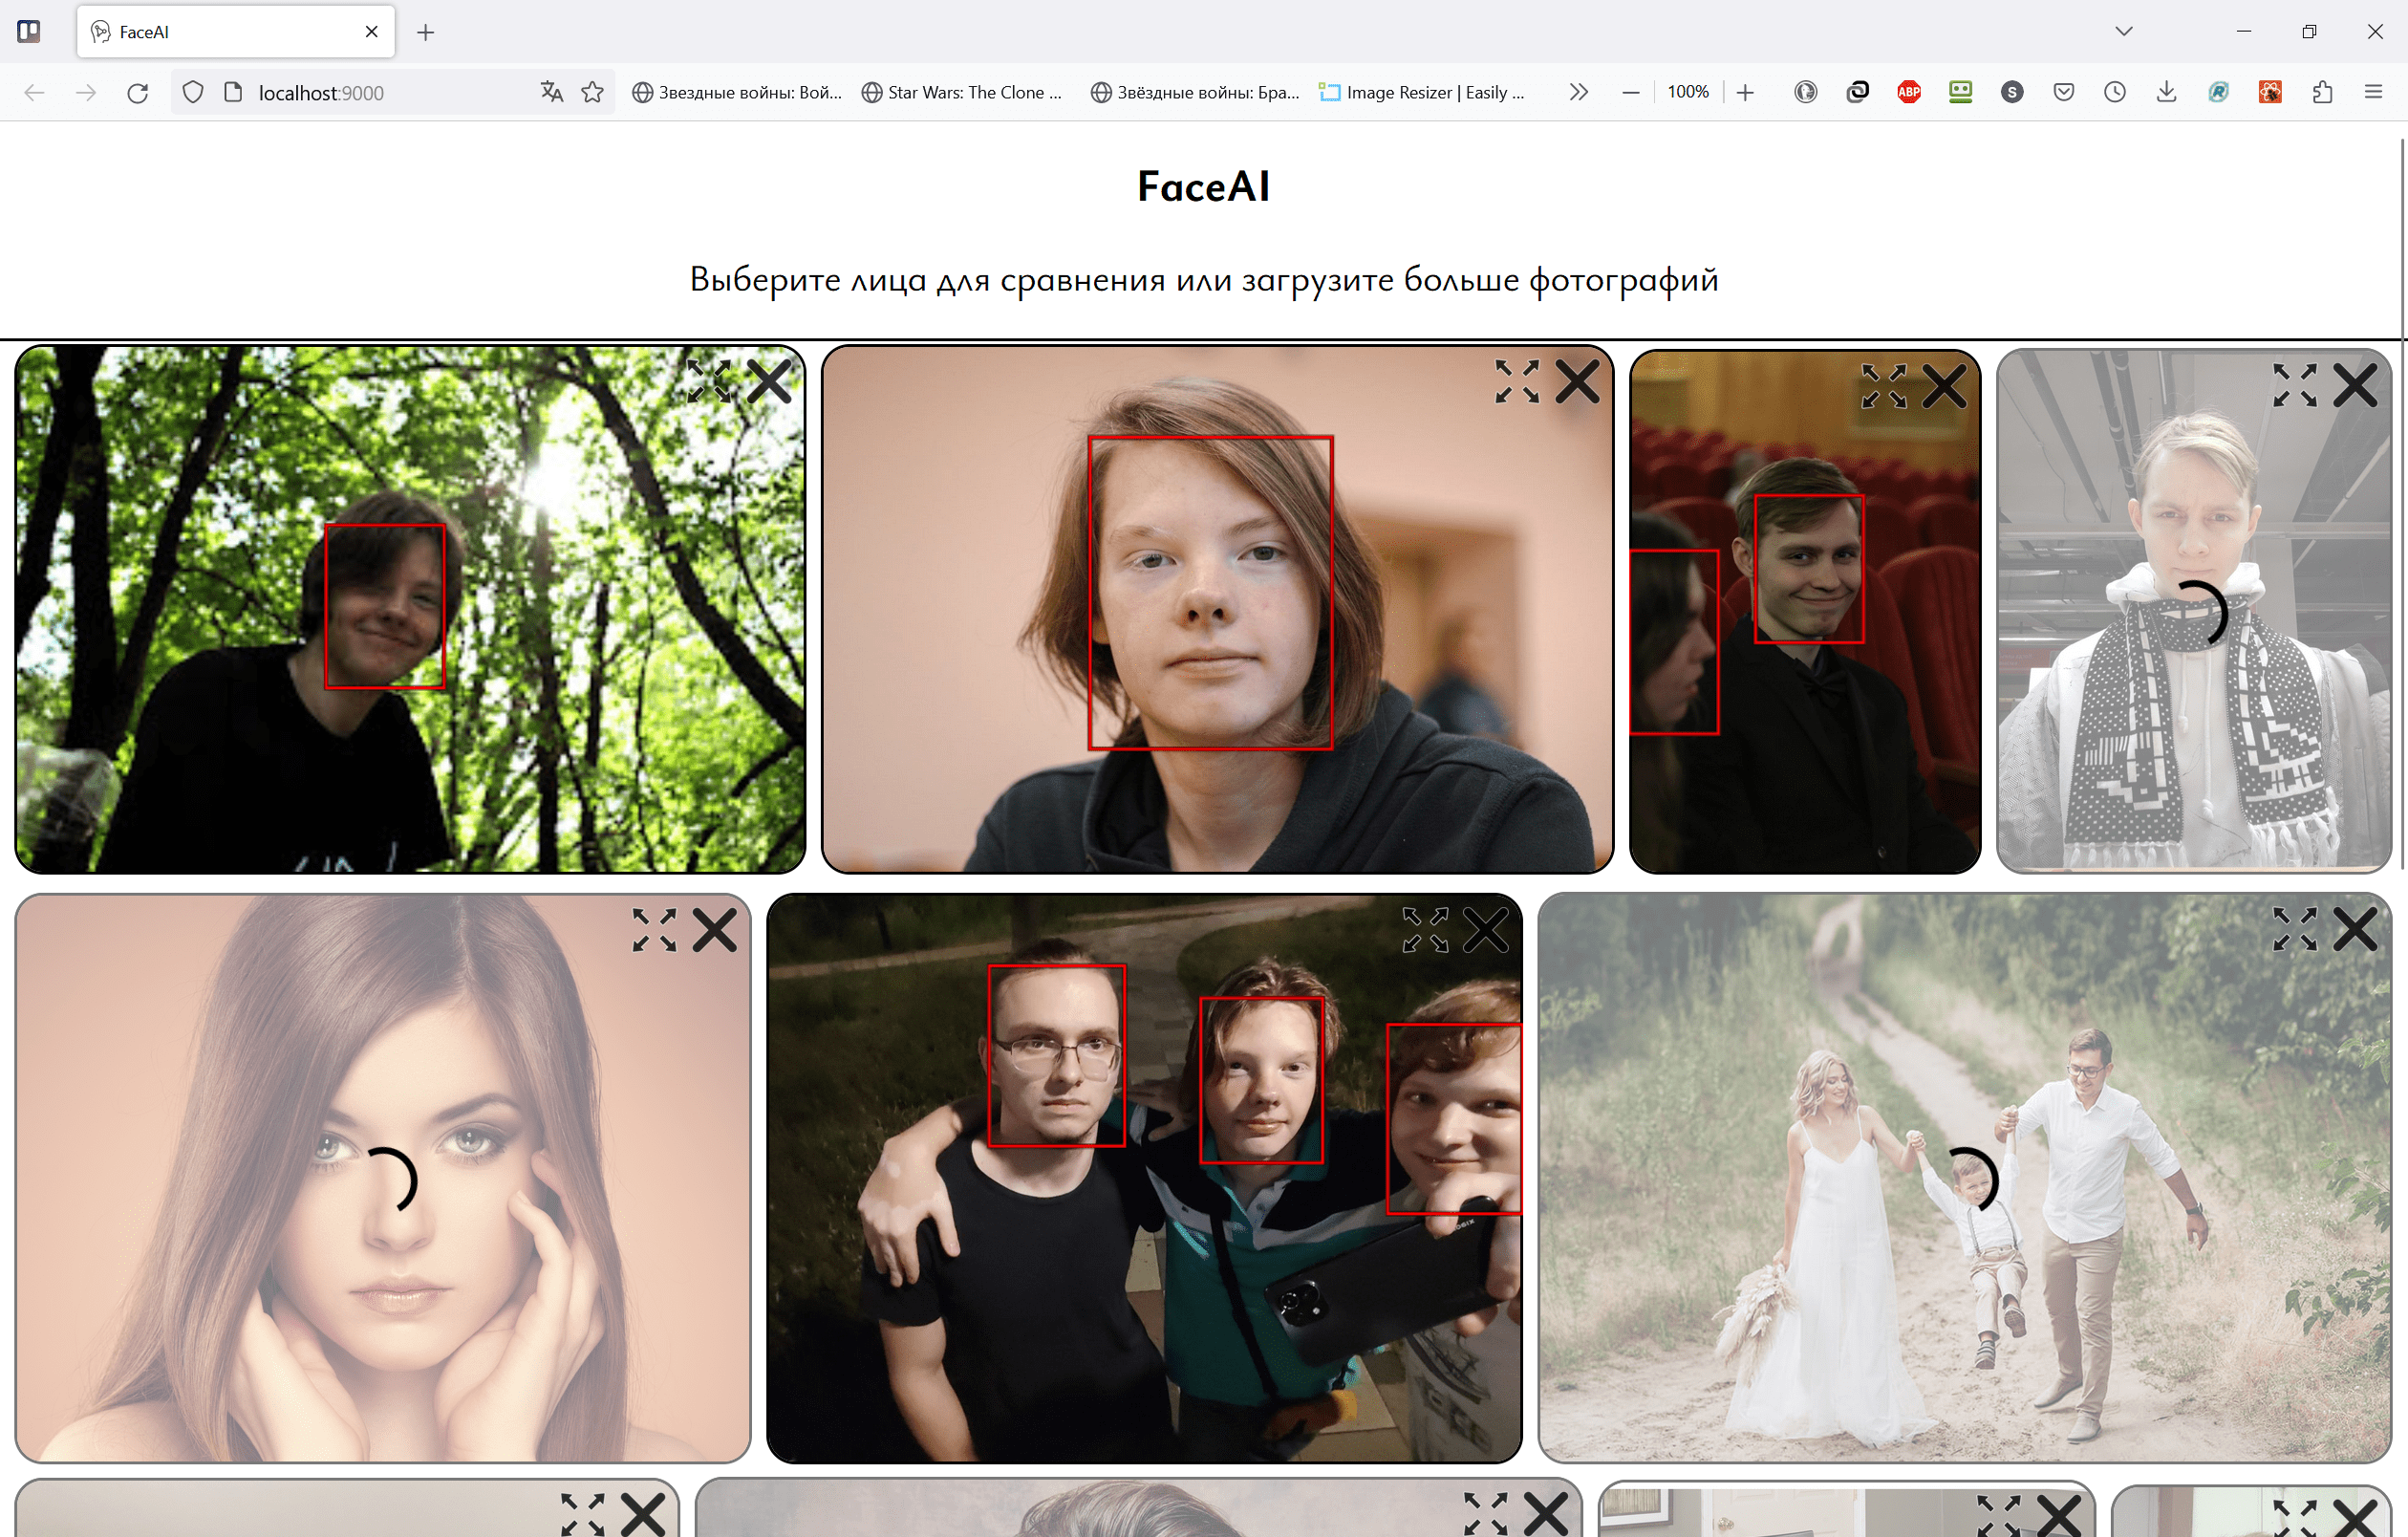 FaceAI
localhost:9000
Звездные войны: Вой...
Star Wars: The Clone ...
Звёздные войны: Бра...
Image Resizer | Easily ...
100%
ABP
S
FaceAI
Выберите лица для сравнения или загрузите больше фотографий